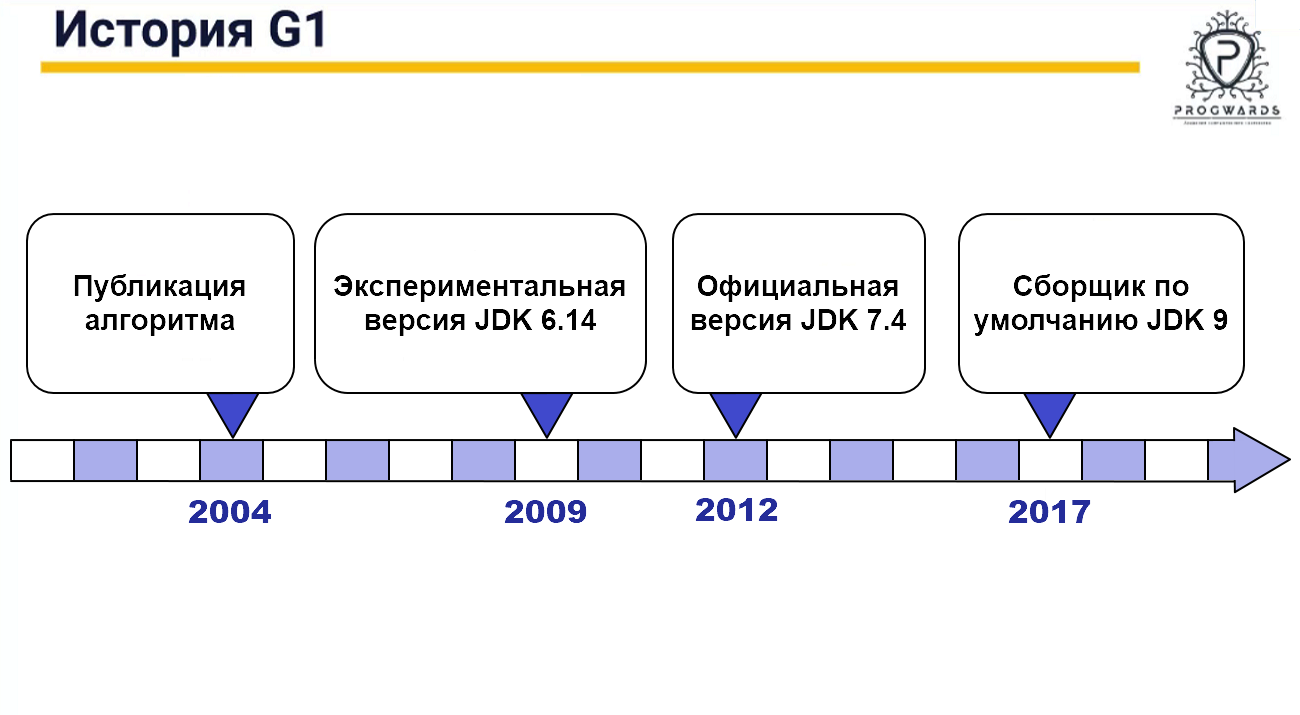 История G1
P
PROGWARDS
Публикация
алгоритма
Экспериментальная
версия JDK 6.14
Официальная
версия JDK 7.4
Сборщик по
умолчанию JDK 9
2004
2009
2012
2017